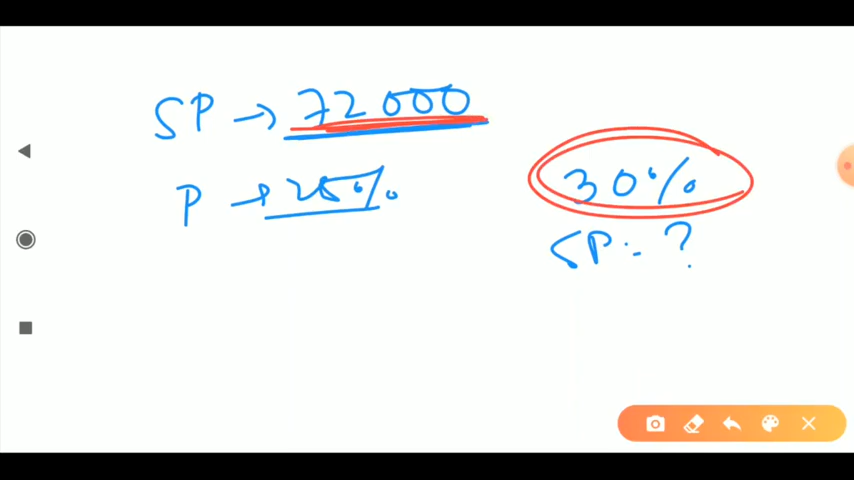 SP → 72000
P → 25%
30%
SP :- ?